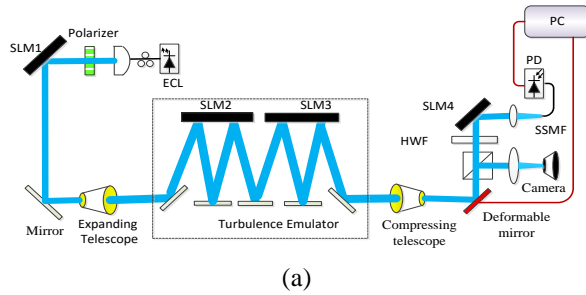 Polarizer
SLM1
ECL
PC
PD
SLM2
SLM3
SLM4
SSMF
HWF
Camera
Mirror
Expanding
Telescope
Turbulence Emulator
Compressing
telescope
Deformable
mirror
(a)